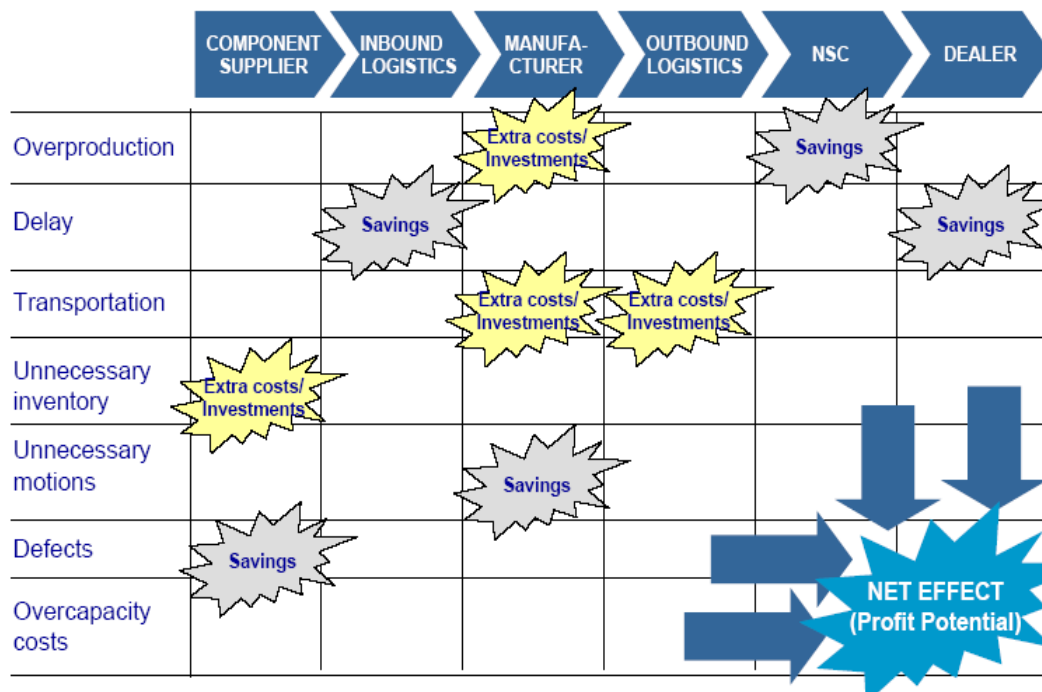 COMPONENT
SUPPLIER
INBOUND
LOGISTICS
MANUFA-
CTURER
OUTBOUND
LOGISTICS
NSC
DEALER
Overproduction
Extra costs/
Investments
Savings
Delay
Savings
Savings
Transportation
Extra costs/
Investments
Extra costs/
Investments
Unnecessary
inventory
Extra costs/
Investments
Unnecessary
motions
Savings
Defects
Savings
Overcapacity
costs
NET EFFECT
(Profit Potential)